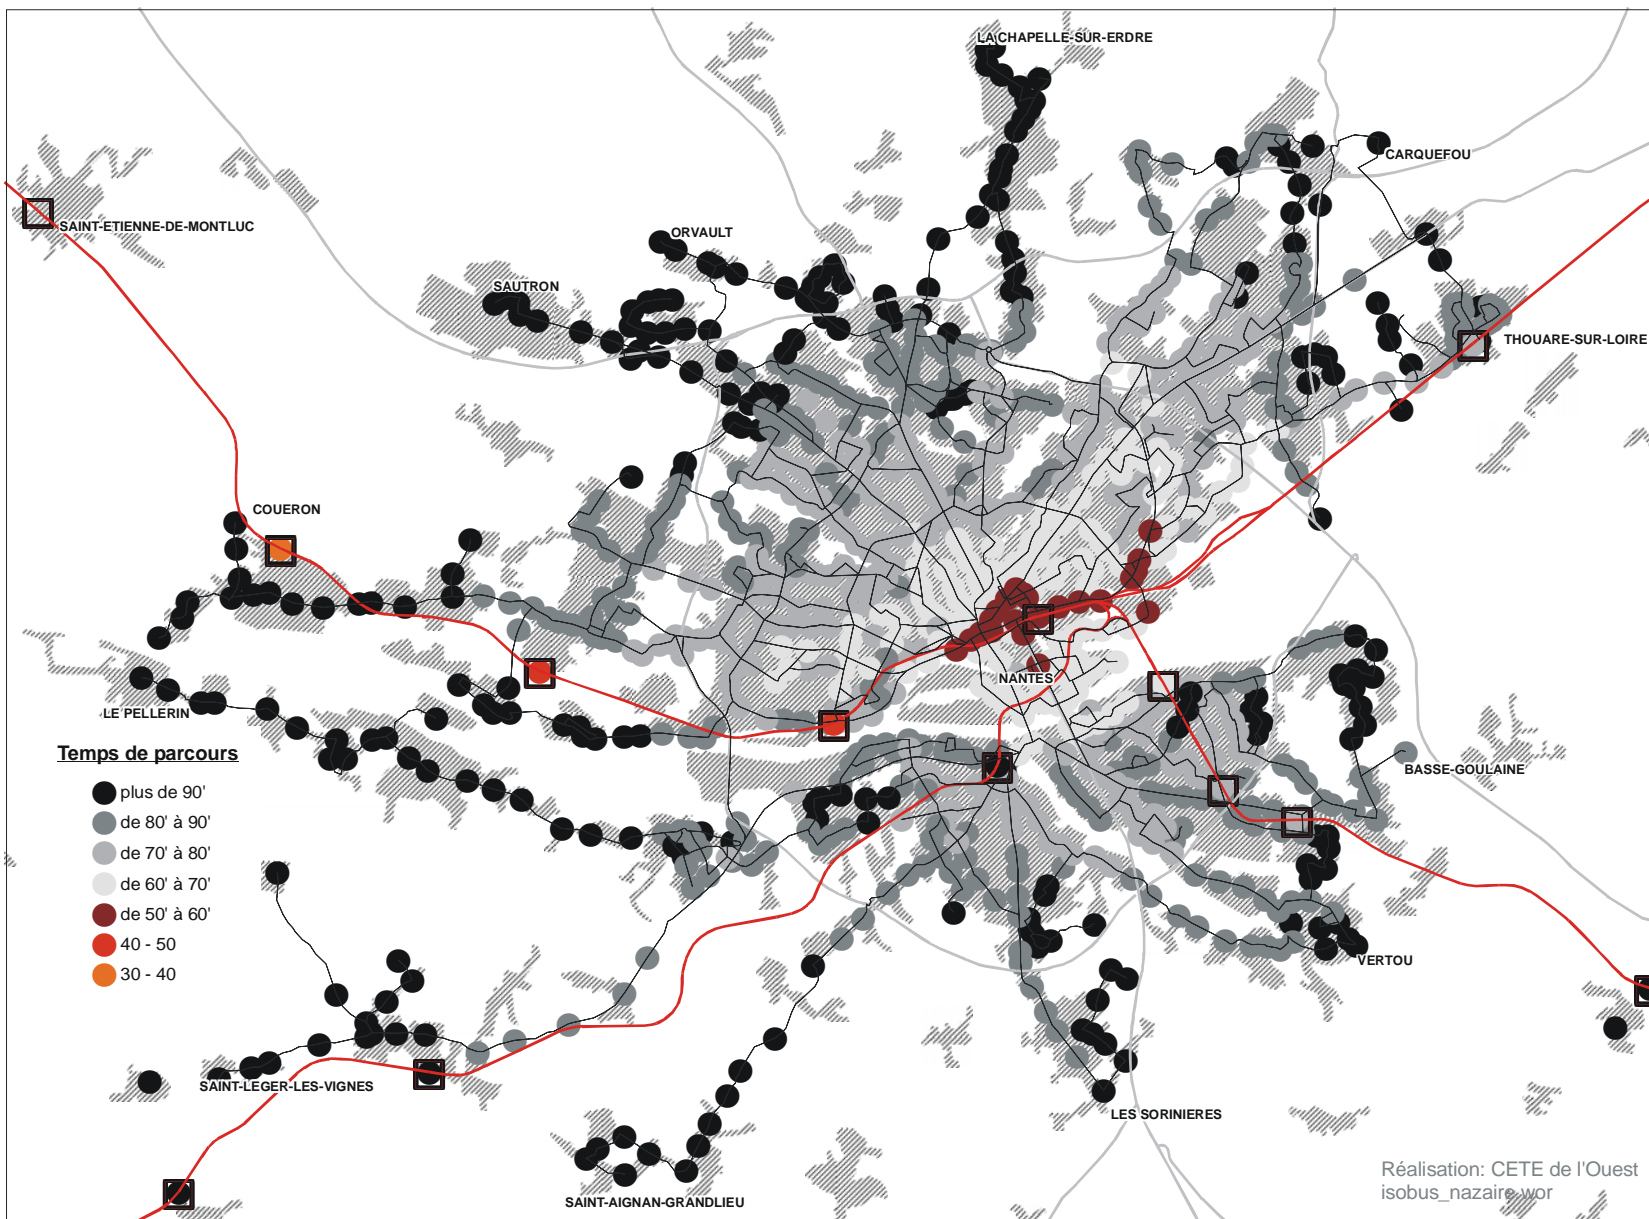 LA CHAPELLE-SUR-ERDRE
CARQUEFOU
SAINT-ETIENNE-DE-MONTLUC
ORVAULT
SAUTRON
THOUARE-SUR-LOIRE
COUERON
NANTES
LE PELLERIN
BASSE-GOULAINE
Temps de parcours
plus de 90'
de 80' à 90'
de 70' à 80'
de 60' à 70'
de 50' à 60'
40 - 50
30 - 40
VERTOU
SAINT-LEGER-LES-VIGNES
LES SORINIERES
SAINT-AIGNAN-GRANDLIEU
Réalisation: CETE de l'Ouest
isobus_nazaire.wor